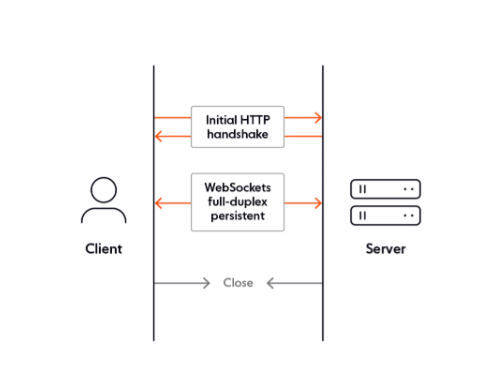 Initial HTTP
handshake
WebSockets
full-duplex
persistent
Client
Server
Close